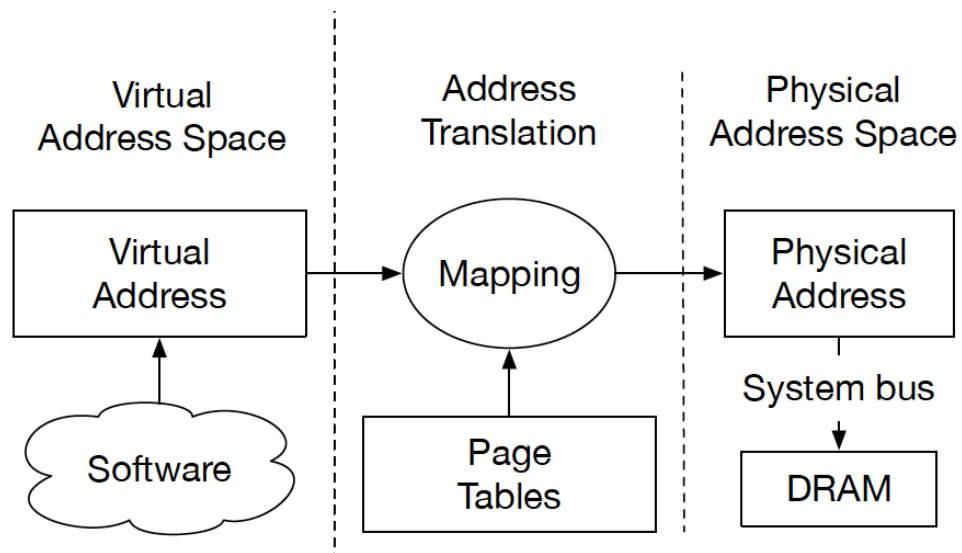 Virtual
Address Space
Address
Translation
Physical
Address Space
Virtual
Address
Mapping
Physical
Address
System bus
Software
Page
Tables
DRAM